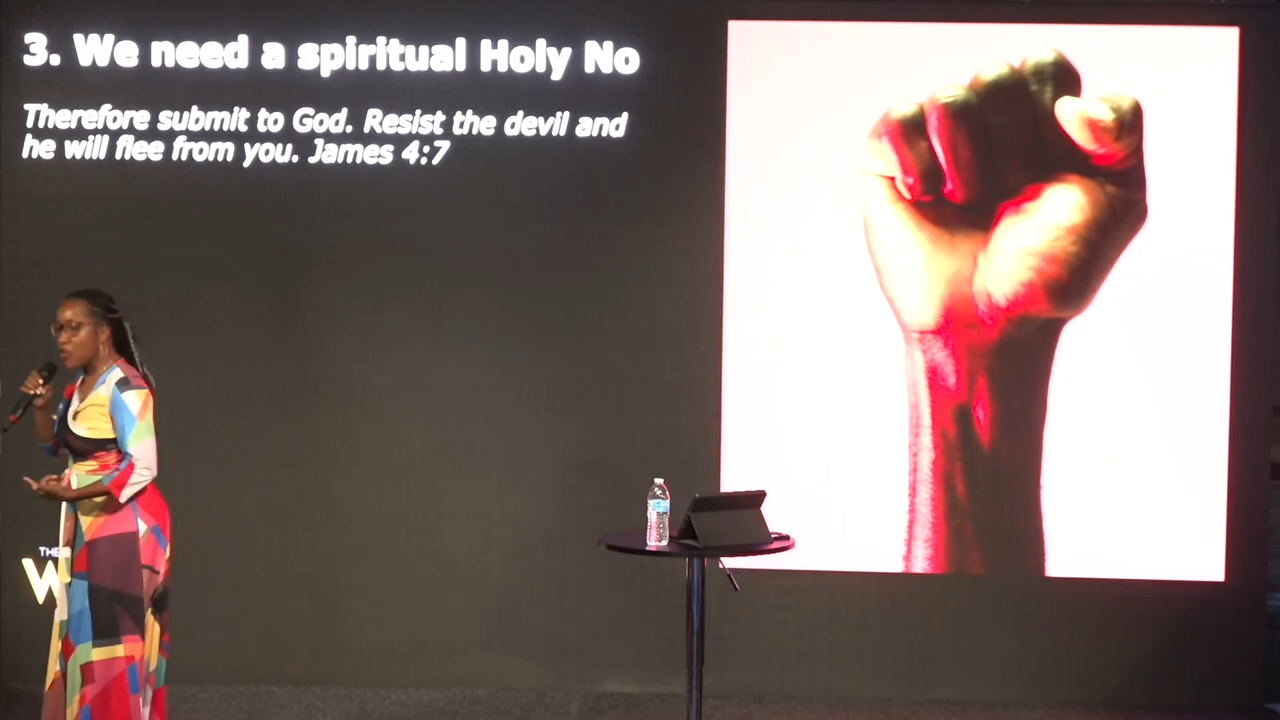 3. We need a spiritual Holy No
Therefore submit to God. Resist the devil and
he will flee from you. James 4:7
THE
W